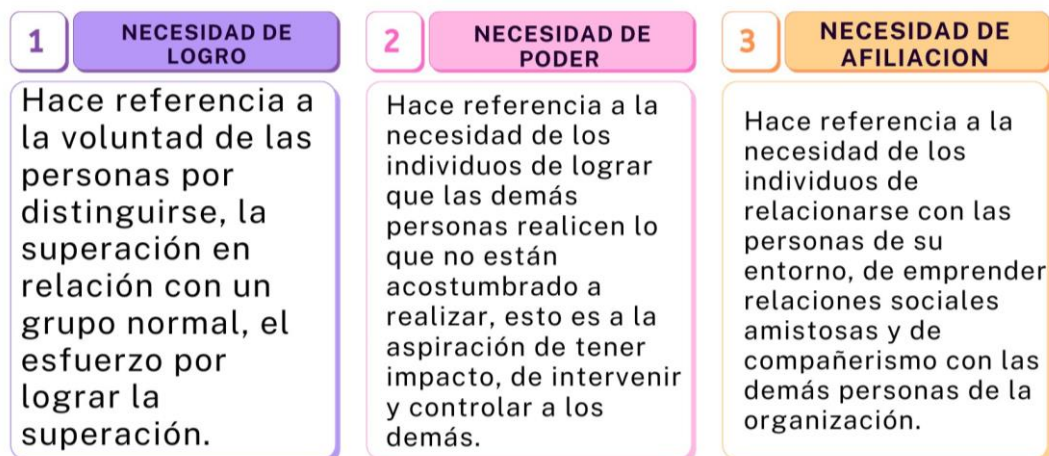 1
NECESIDAD DE
LOGRO
Hace referencia a
la voluntad de las
personas por
distinguirse, la
superación en
relación con un
grupo normal, el
esfuerzo por
lograr la
superación.
2
NECESIDAD DE
PODER
Hace referencia a la
necesidad de los
individuos de lograr
que las demás
personas realicen lo
que no están
acostumbrado a
realizar, esto es a la
aspiración de tener
impacto, de intervenir
y controlar a los
demás.
3
NECESIDAD DE
AFILIACION
Hace referencia a la
necesidad de los
individuos de
relacionarse con las
personas de su
entorno, de emprender
relaciones sociales
amistosas y de
compañerismo con las
demás personas de la
organización.